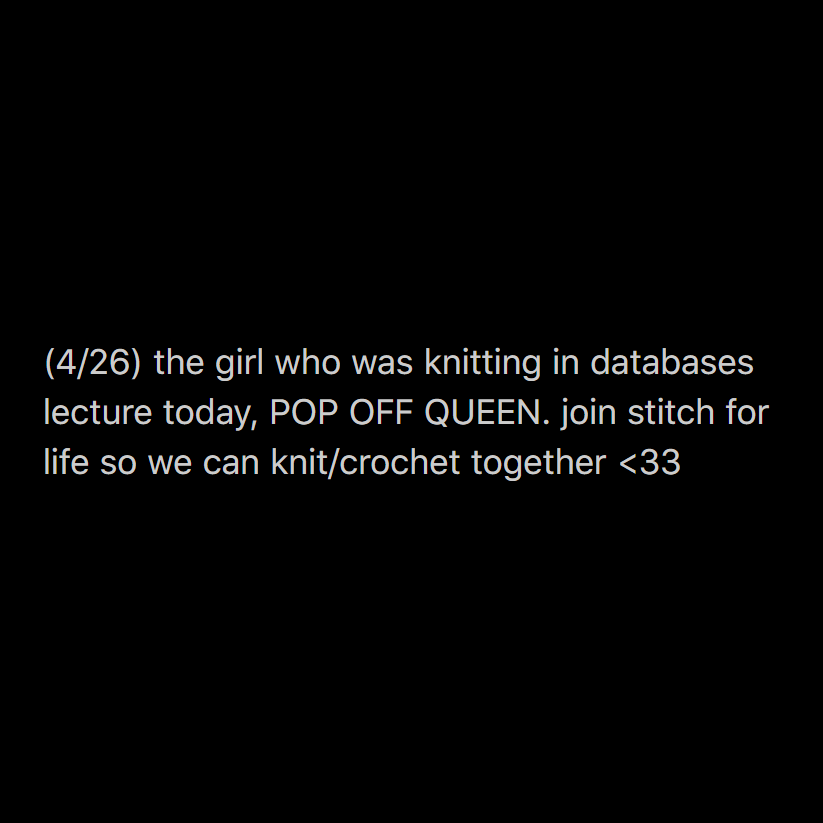 (4/26) the girl who was knitting in databases
lecture today, POP OFF QUEEN. join stitch for
life so we can knit/crochet together <33